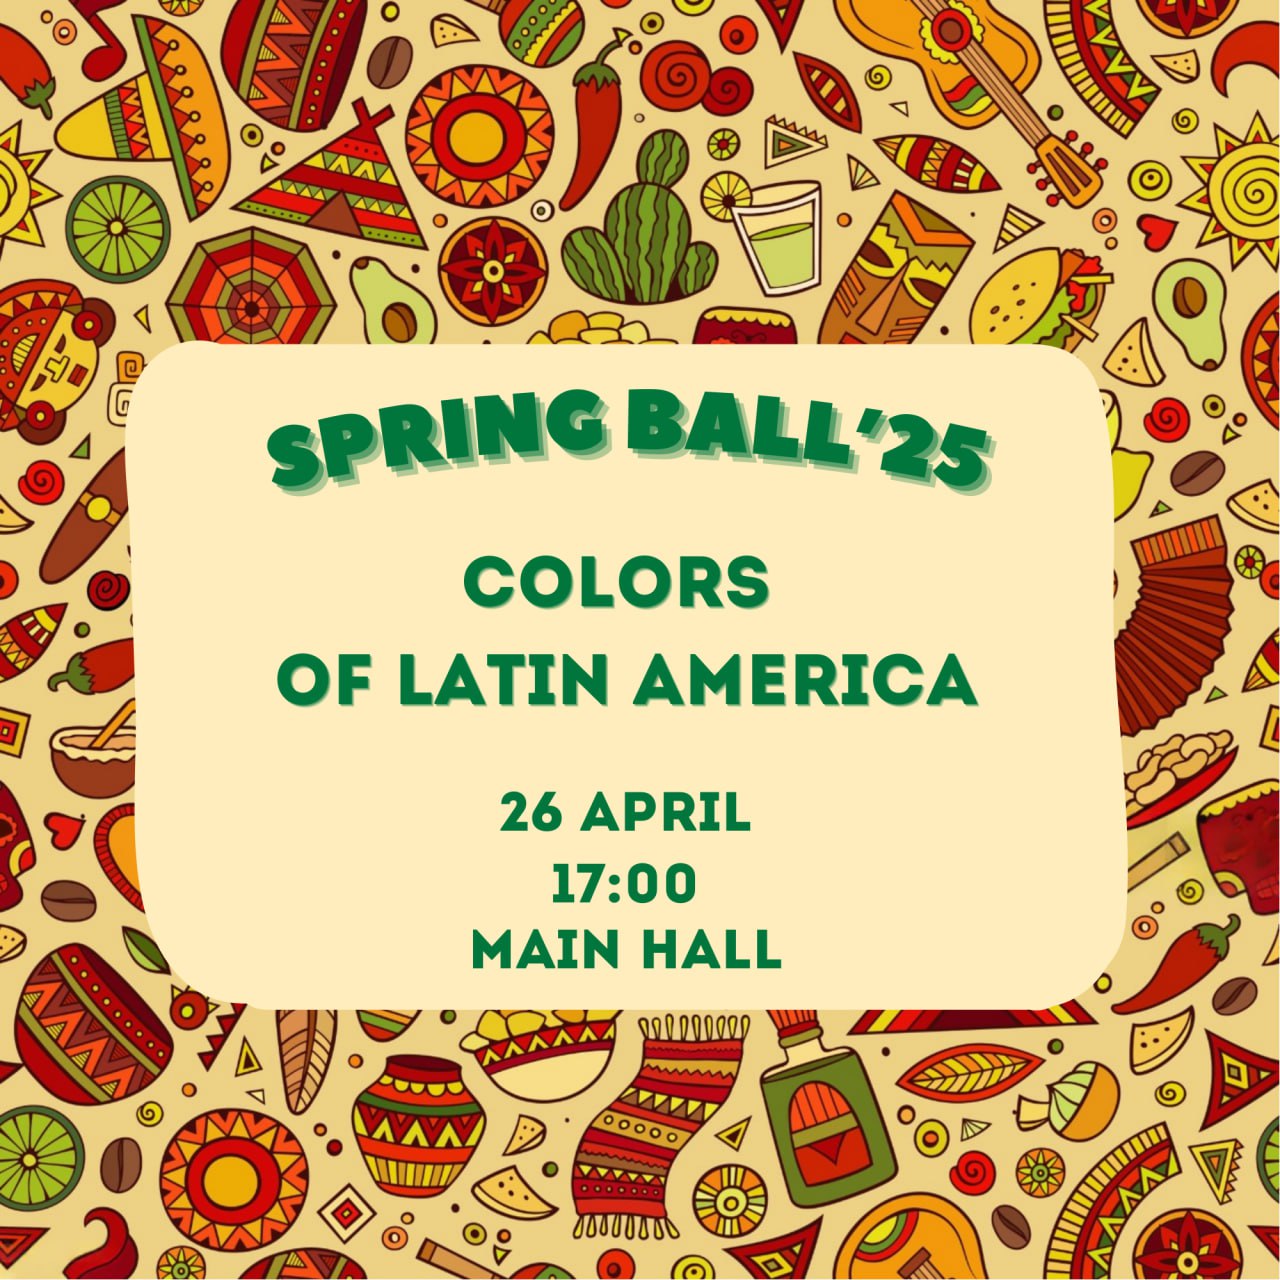 SPRING BALL’25
COLORS
OF LATIN AMERICA
26 APRIL
17:00
MAIN HALL